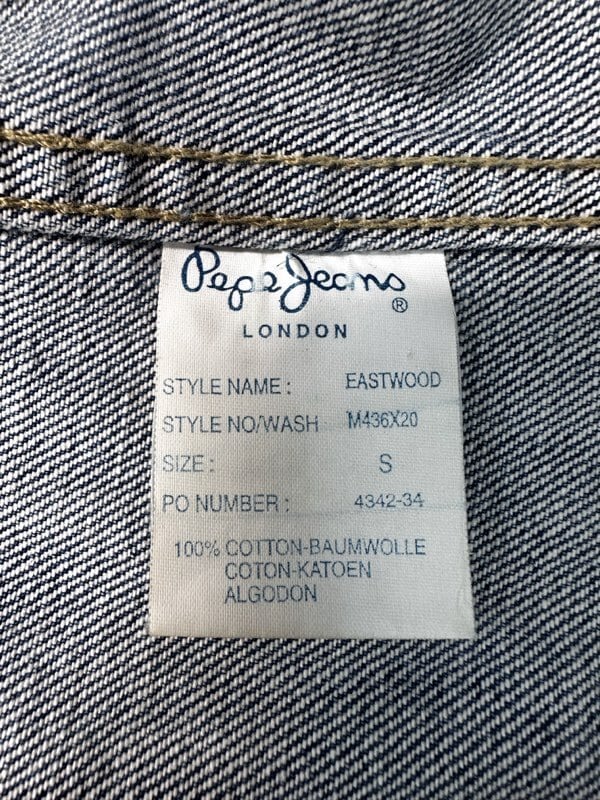 Pepe Jeans ®
LONDON
STYLE NAME : EASTWOOD
STYLE NO/WASH M436X20
SIZE : S
PO NUMBER : 4342-34
100% COTTON-BAUMWOLLE
COTON-KATOEN
ALGODON